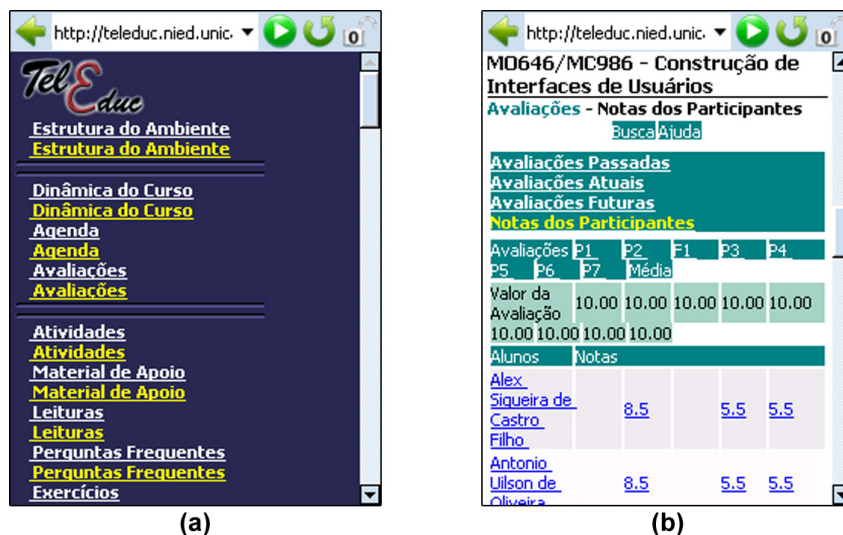 http://teleduc.nied.unic.
0
TelEduc
Estrutura do Ambiente
Estrutura do Ambiente
Dinâmica do Curso
Dinâmica do Curso
Agenda
Agenda
Avaliações
Avaliações
Atividades
Atividades
Material de Apoio
Material de Apoio
Leituras
Leituras
Perguntas Frequentes
Perguntas Frequentes
Exercícios
(a)
http://teleduc.nied.unic.
0
MO646/MC986 - Construção de
Interfaces de Usuários
Avaliações - Notas dos Participantes
Busca Ajuda
Avaliações Passadas
Avaliações Atuais
Avaliações Futuras
Notas dos Participantes
Avaliações P1 P2 F1 P3 P4
P5 P6 P7 Média
Valor da
Avaliação
10.00 10.00 10.00 10.00 10.00
10.00 10.00 10.00 10.00
Alunos Notas
Alex
Siqueira de
Castro
Filho
8.5 5.5 5.5
Antonio
Uilson de
Oliveira
8.5 5.5 5.5
(b)